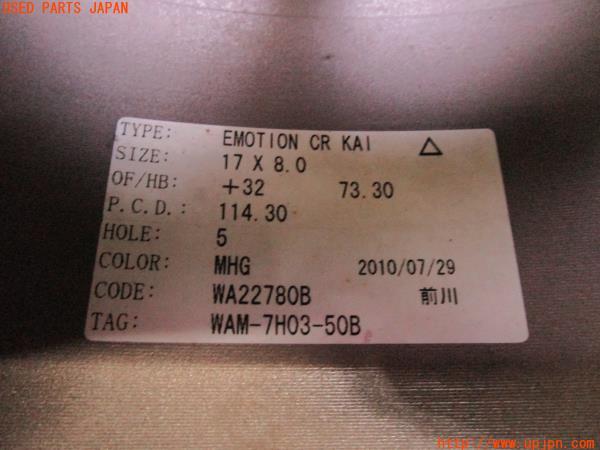 USED PARTS JAPAN
TYPE: EMOTION CR KAI △
SIZE: 17 X 8.0
OF/HB: +32 73.30
P.C.D.: 114.30
HOLE: 5
COLOR: MHG 2010/07/29
CODE: WA22780B 前川
TAG: WAM-7H03-50B
http://www.upjpn.com